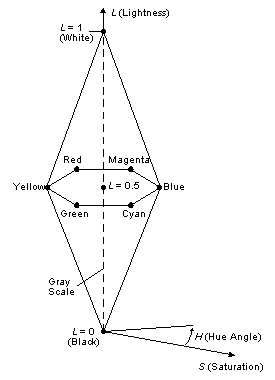 L (Lightness)
L = 1
(White)
Red
Magenta
Yellow
L = 0.5
Blue
Green
Cyan
Gray
Scale
L = 0
(Black)
H (Hue Angle)
S (Saturation)